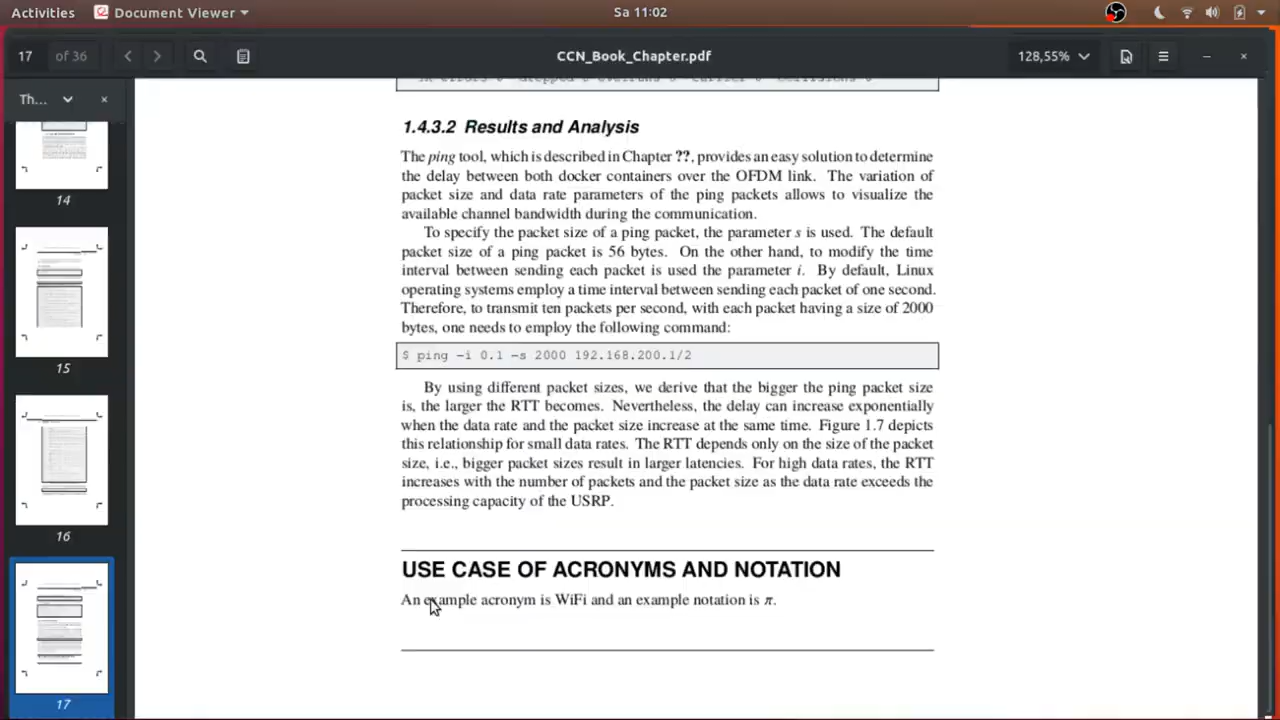 Activities Document Viewer Sa 11:02
17 of 36 CCN_Book_Chapter.pdf 128,55%
Th...
14
15
16
17
1.4.3.2 Results and Analysis
The ping tool, which is described in Chapter ??, provides an easy solution to determine
the delay between both docker containers over the OFDM link. The variation of
packet size and data rate parameters of the ping packets allows to visualize the
available channel bandwidth during the communication.
To specify the packet size of a ping packet, the parameter s is used. The default
packet size of a ping packet is 56 bytes. On the other hand, to modify the time
interval between sending each packet is used the parameter i. By default, Linux
operating systems employ a time interval between sending each packet of one second.
Therefore, to transmit ten packets per second, with each packet having a size of 2000
bytes, one needs to employ the following command:
$ ping −i 0.1 −s 2000 192.168.200.1/2
By using different packet sizes, we derive that the bigger the ping packet size
is, the larger the RTT becomes. Nevertheless, the delay can increase exponentially
when the data rate and the packet size increase at the same time. Figure 1.7 depicts
this relationship for small data rates. The RTT depends only on the size of the packet
size, i.e., bigger packet sizes result in larger latencies. For high data rates, the RTT
increases with the number of packets and the packet size as the data rate exceeds the
processing capacity of the USRP.
USE CASE OF ACRONYMS AND NOTATION
An example acronym is WiFi and an example notation is π.